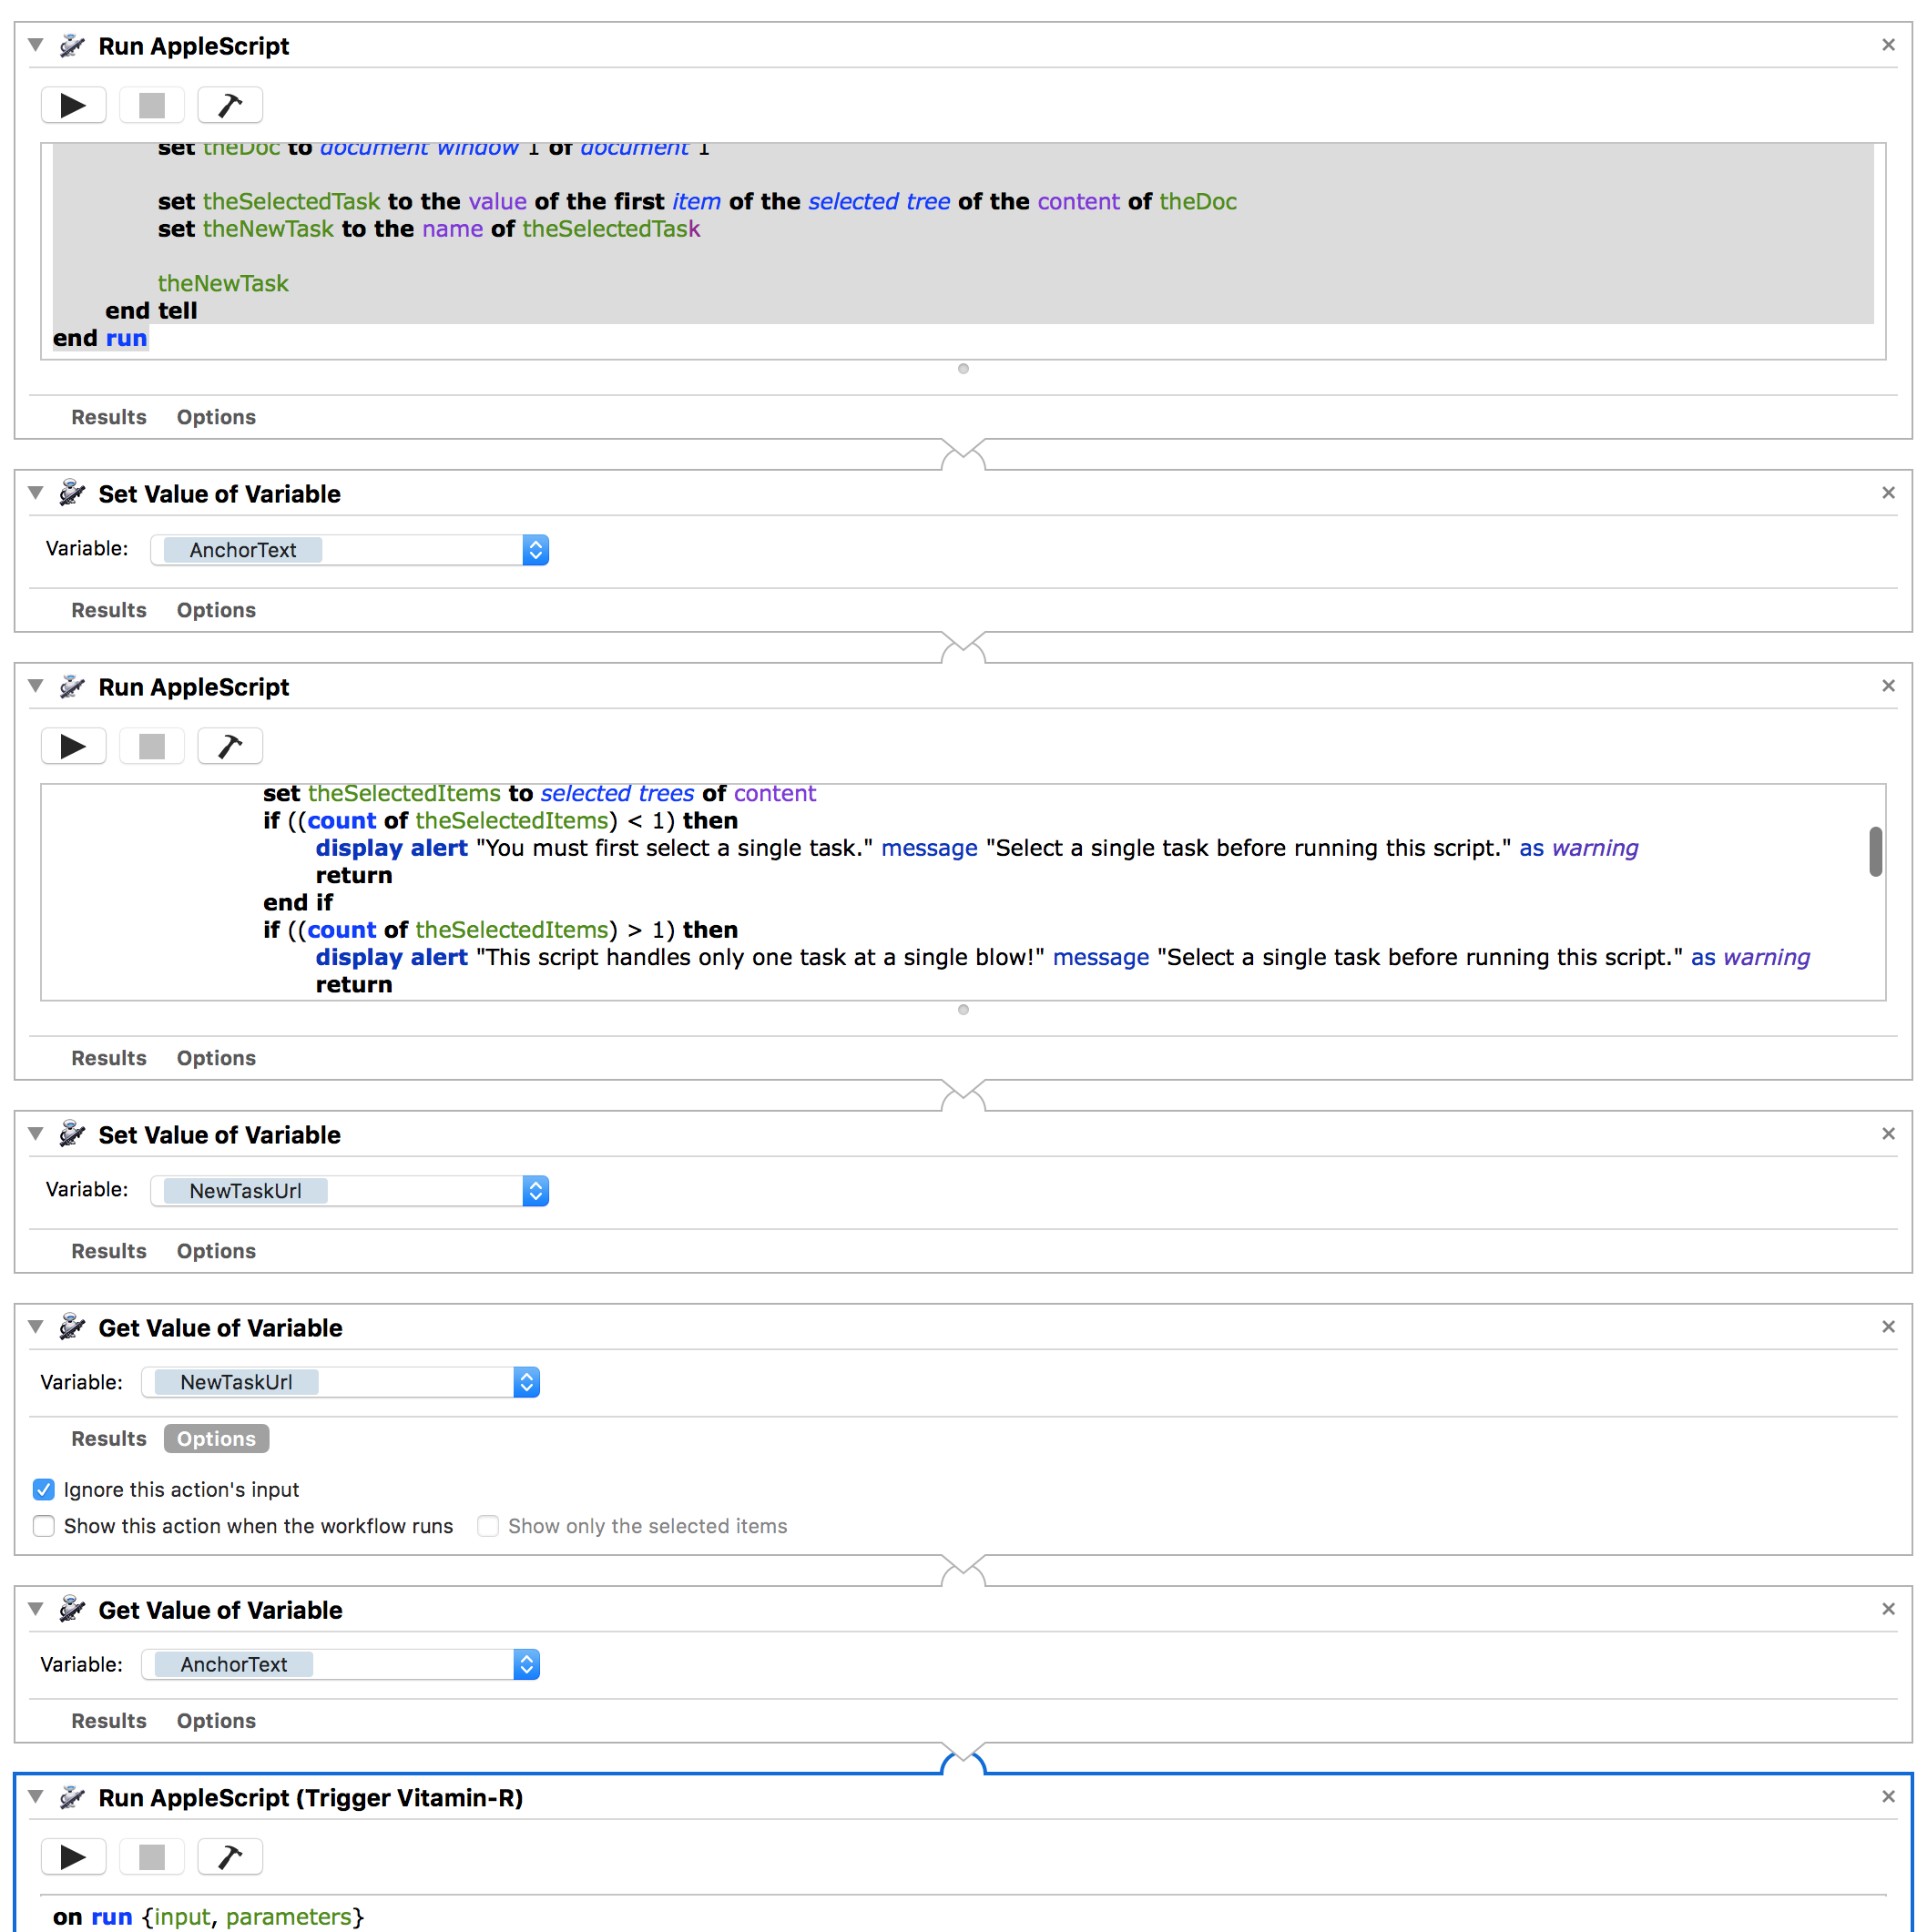 Run AppleScript
set theDoc to document window 1 of document 1
set theSelectedTask to the value of the first item of the selected tree of the content of theDoc
set theNewTask to the name of theSelectedTask
theNewTask
end tell
end run
Results Options
Set Value of Variable
Variable: AnchorText
Results Options
Run AppleScript
set theSelectedItems to selected trees of content
if ((count of theSelectedItems) < 1) then
display alert "You must first select a single task." message "Select a single task before running this script." as warning
return
end if
if ((count of theSelectedItems) > 1) then
display alert "This script handles only one task at a single blow!" message "Select a single task before running this script." as warning
return
Results Options
Set Value of Variable
Variable: NewTaskUrl
Results Options
Get Value of Variable
Variable: NewTaskUrl
Results Options
Ignore this action's input
Show this action when the workflow runs Show only the selected items
Get Value of Variable
Variable: AnchorText
Results Options
Run AppleScript (Trigger Vitamin-R)
on run {input, parameters}